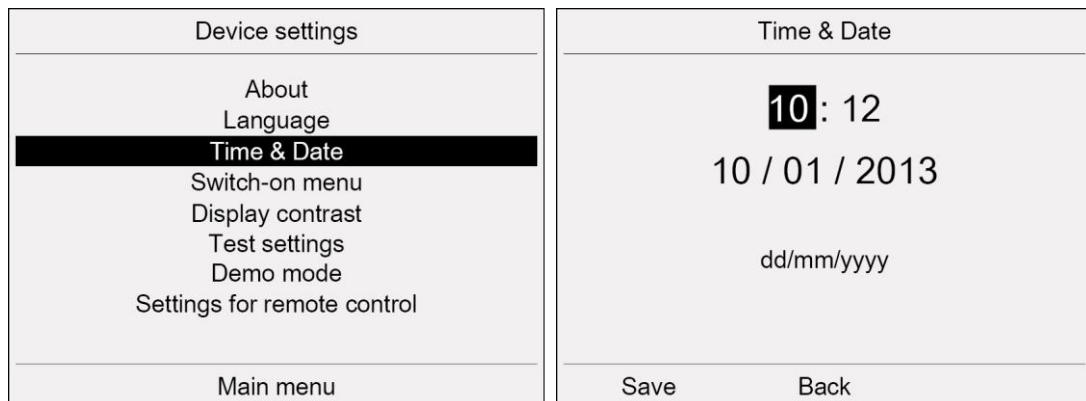 Device settings
About
Language
Time & Date
Switch-on menu
Display contrast
Test settings
Demo mode
Settings for remote control
Main menu
Time & Date
10 : 12
10 / 01 / 2013
dd/mm/yyyy
Save Back